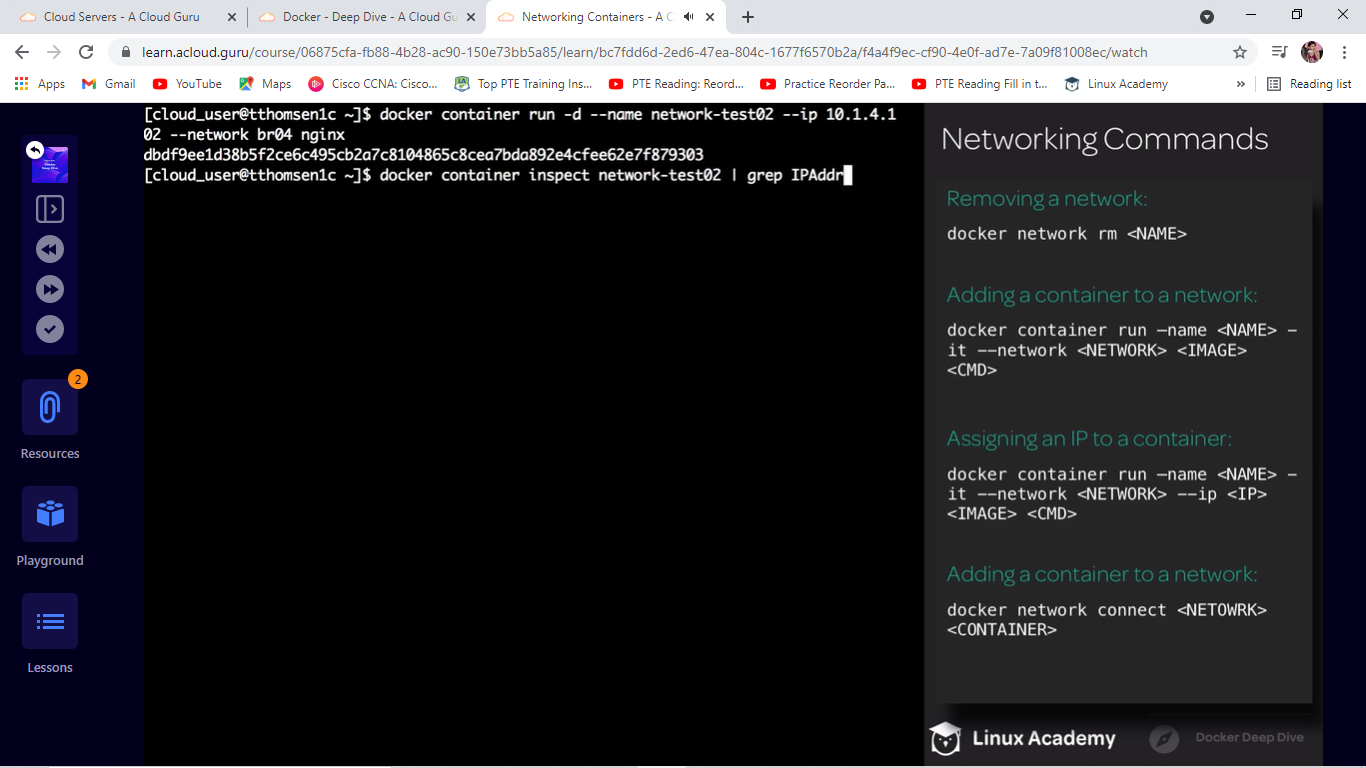 Cloud Servers - A Cloud Guru
Docker - Deep Dive - A Cloud Gu
Networking Containers - A C
learn.acloud.guru/course/06875cfa-fb88-4b28-ac90-150e73bb5a85/learn/bc7fdd6d-2ed6-47ea-804c-1677f6570b2a/f4a4f9ec-cf90-4e0f-ad7e-7a09f81008ec/watch
Apps
Gmail
YouTube
Maps
Cisco CCNA: Cisco...
Top PTE Training Ins...
PTE Reading: Reord...
Practice Reorder Pa...
PTE Reading Fill in t...
Linux Academy
»
Reading list
2
Resources
Playground
Lessons
[cloud_user@tthomsen1c ~]$ docker container run -d --name network-test02 --ip 10.1.4.1
02 --network br04 nginx
dbdf9ee1d38b5f2ce6c495cb2a7c8104865c8cea7bda892e4cfee62e7f879303
[cloud_user@tthomsen1c ~]$ docker container inspect network-test02 | grep IPAddr
Networking Commands
Removing a network:
docker network rm <NAME>
Adding a container to a network:
docker container run –name <NAME> –
it –-network <NETWORK> <IMAGE>
<CMD>
Assigning an IP to a container:
docker container run –name <NAME> –
it –-network <NETWORK> --ip <IP>
<IMAGE> <CMD>
Adding a container to a network:
docker network connect <NETOWRK>
<CONTAINER>
Linux Academy
Docker Deep Dive